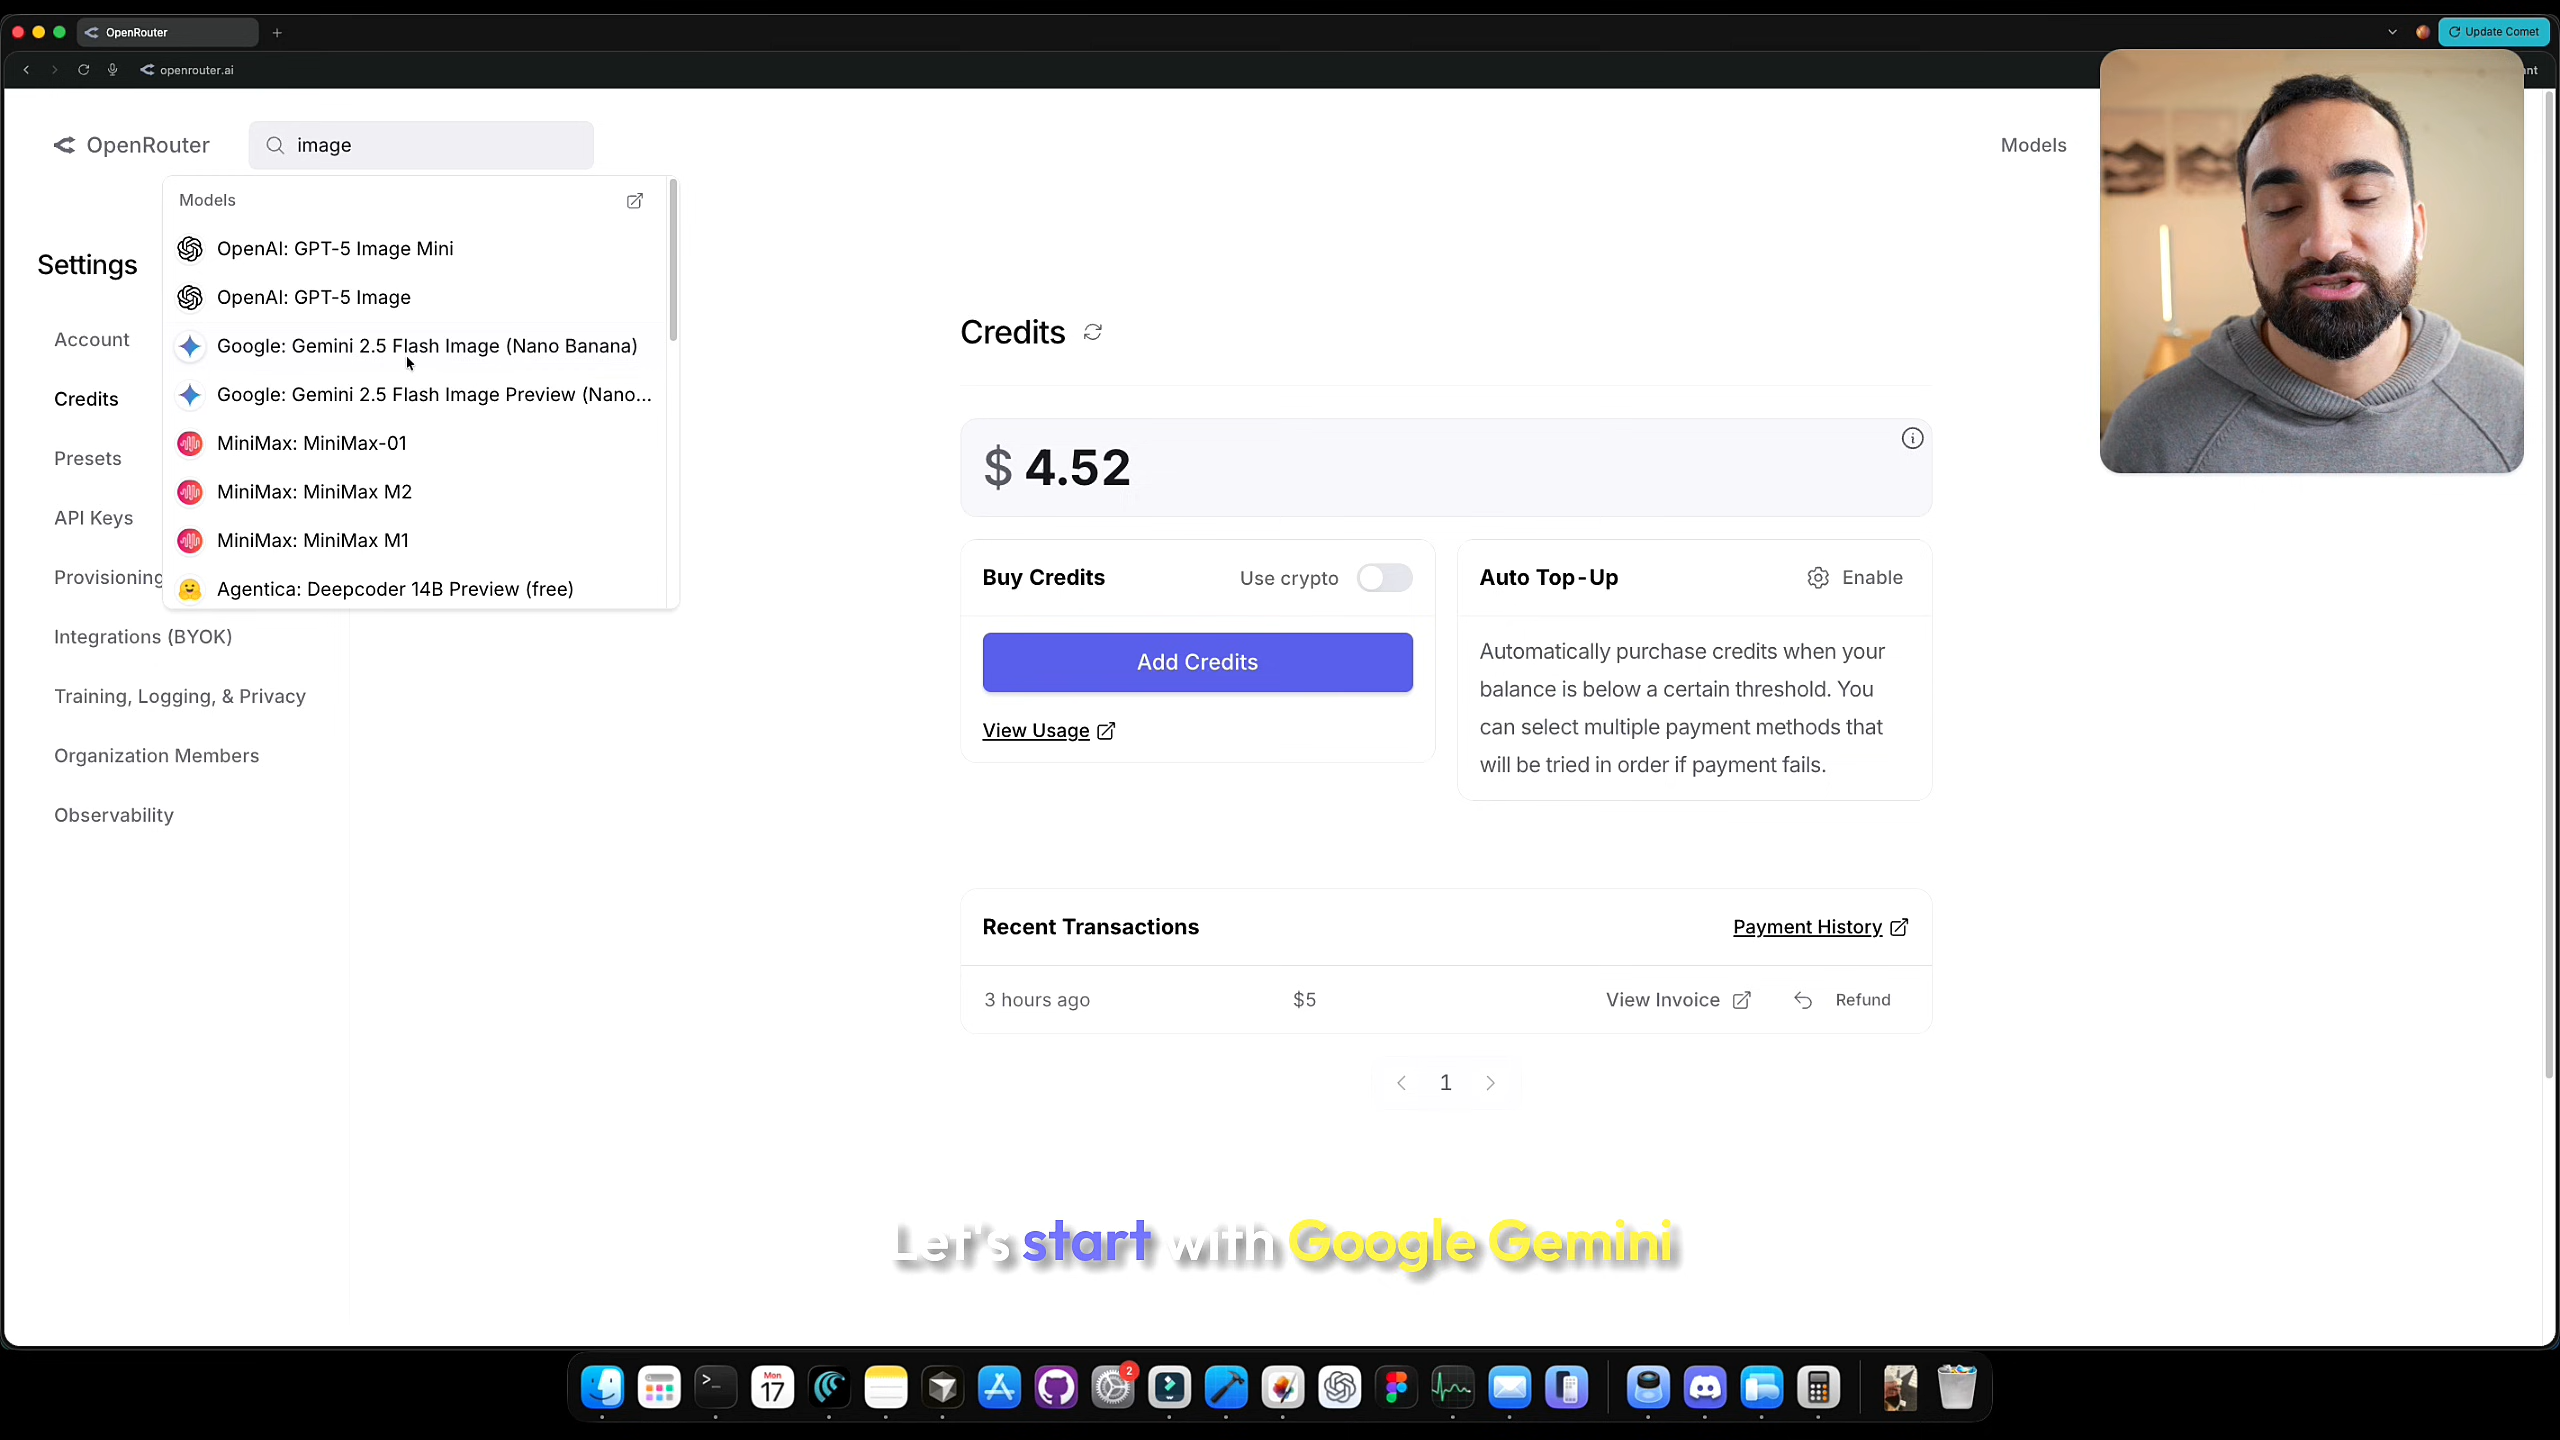 OpenRouter
Update Comet
openrouter.ai
nt
OpenRouter
image
Models
Models
OpenAI: GPT-5 Image Mini
OpenAI: GPT-5 Image
Google: Gemini 2.5 Flash Image (Nano Banana)
Google: Gemini 2.5 Flash Image Preview (Nano...
MiniMax: MiniMax-01
MiniMax: MiniMax M2
MiniMax: MiniMax M1
Agentica: Deepcoder 14B Preview (free)
Settings
Account
Credits
Presets
API Keys
Provisioning
Integrations (BYOK)
Training, Logging, & Privacy
Organization Members
Observability
Credits
$ 4.52
Buy Credits
Use crypto
Add Credits
View Usage
Auto Top-Up
Enable
Automatically purchase credits when your
balance is below a certain threshold. You
can select multiple payment methods that
will be tried in order if payment fails.
Recent Transactions
Payment History
3 hours ago
$5
View Invoice
Refund
1
Let's start with Google Gemini
Mon
17
2